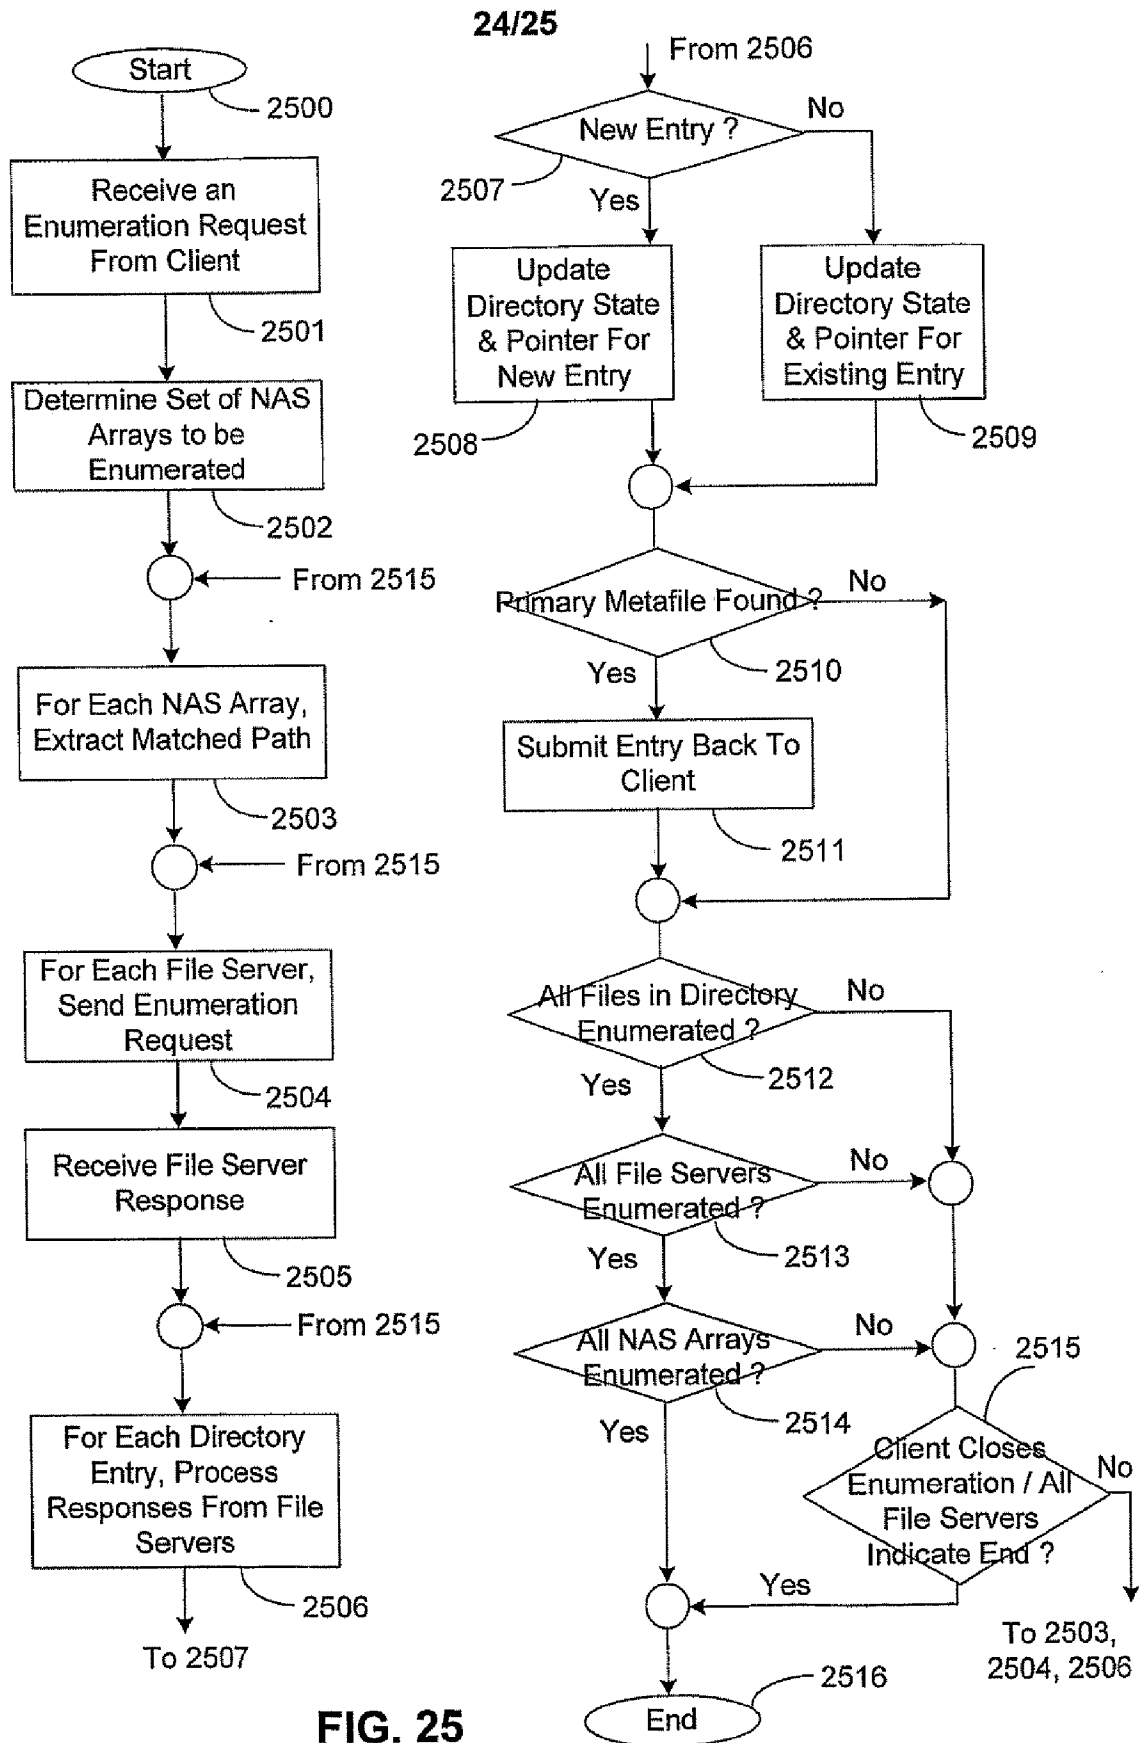 24/25
Start
2500
Receive an
Enumeration Request
From Client
2501
Determine Set of NAS
Arrays to be
Enumerated
2502
From 2515
For Each NAS Array,
Extract Matched Path
2503
From 2515
For Each File Server,
Send Enumeration
Request
2504
Receive File Server
Response
2505
From 2515
For Each Directory
Entry, Process
Responses From File
Servers
2506
To 2507
From 2506
New Entry ?
No
2507
Yes
Update
Directory State
& Pointer For
New Entry
2508
Update
Directory State
& Pointer For
Existing Entry
2509
Primary Metafile Found ?
No
2510
Yes
Submit Entry Back To
Client
2511
All Files in Directory
Enumerated ?
No
2512
Yes
All File Servers
Enumerated ?
No
2513
Yes
All NAS Arrays
Enumerated ?
No
2514
Yes
2515
Client Closes
Enumeration / All
File Servers
Indicate End ?
No
Yes
To 2503,
2504, 2506
2516
End
FIG. 25